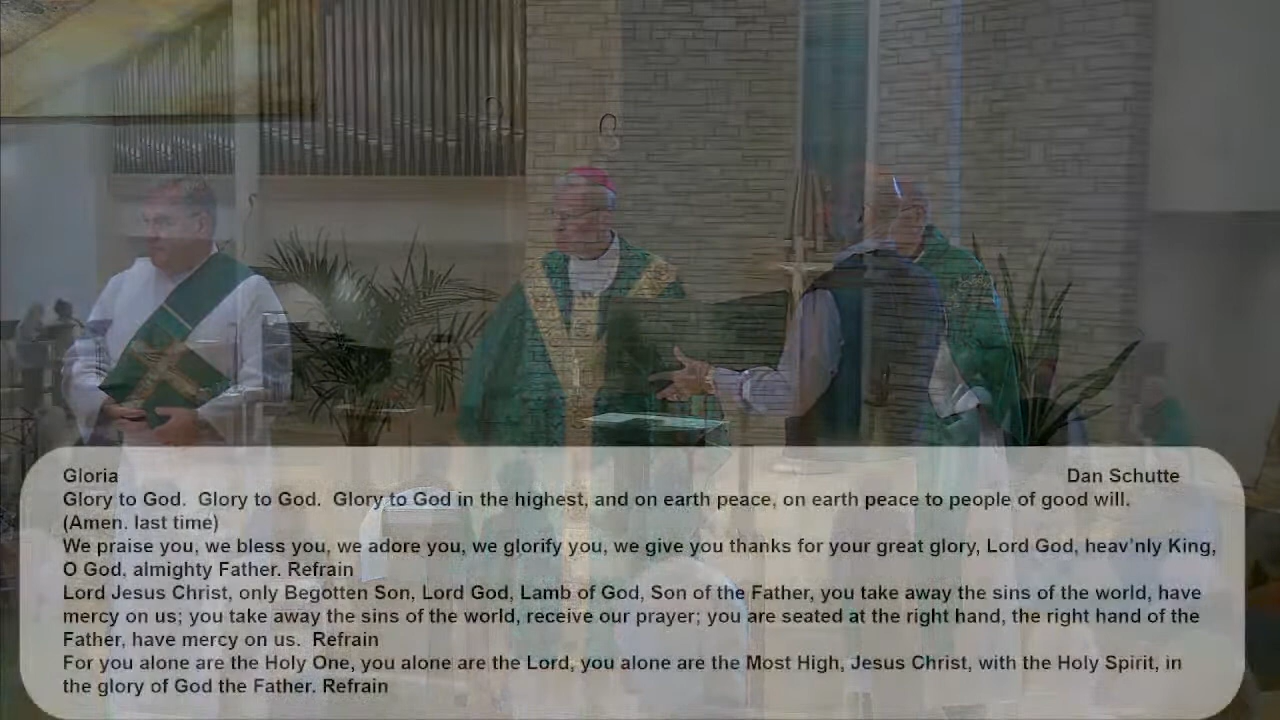 Gloria Dan Schutte
Glory to God.  Glory to God.  Glory to God in the highest, and on earth peace, on earth peace to people of good will.
(Amen. last time)
We praise you, we bless you, we adore you, we glorify you, we give you thanks for your great glory, Lord God, heav'nly King,
O God, almighty Father. Refrain
Lord Jesus Christ, only Begotten Son, Lord God, Lamb of God, Son of the Father, you take away the sins of the world, have
mercy on us; you take away the sins of the world, receive our prayer; you are seated at the right hand, the right hand of the
Father, have mercy on us.  Refrain
For you alone are the Holy One, you alone are the Lord, you alone are the Most High, Jesus Christ, with the Holy Spirit, in
the glory of God the Father. Refrain